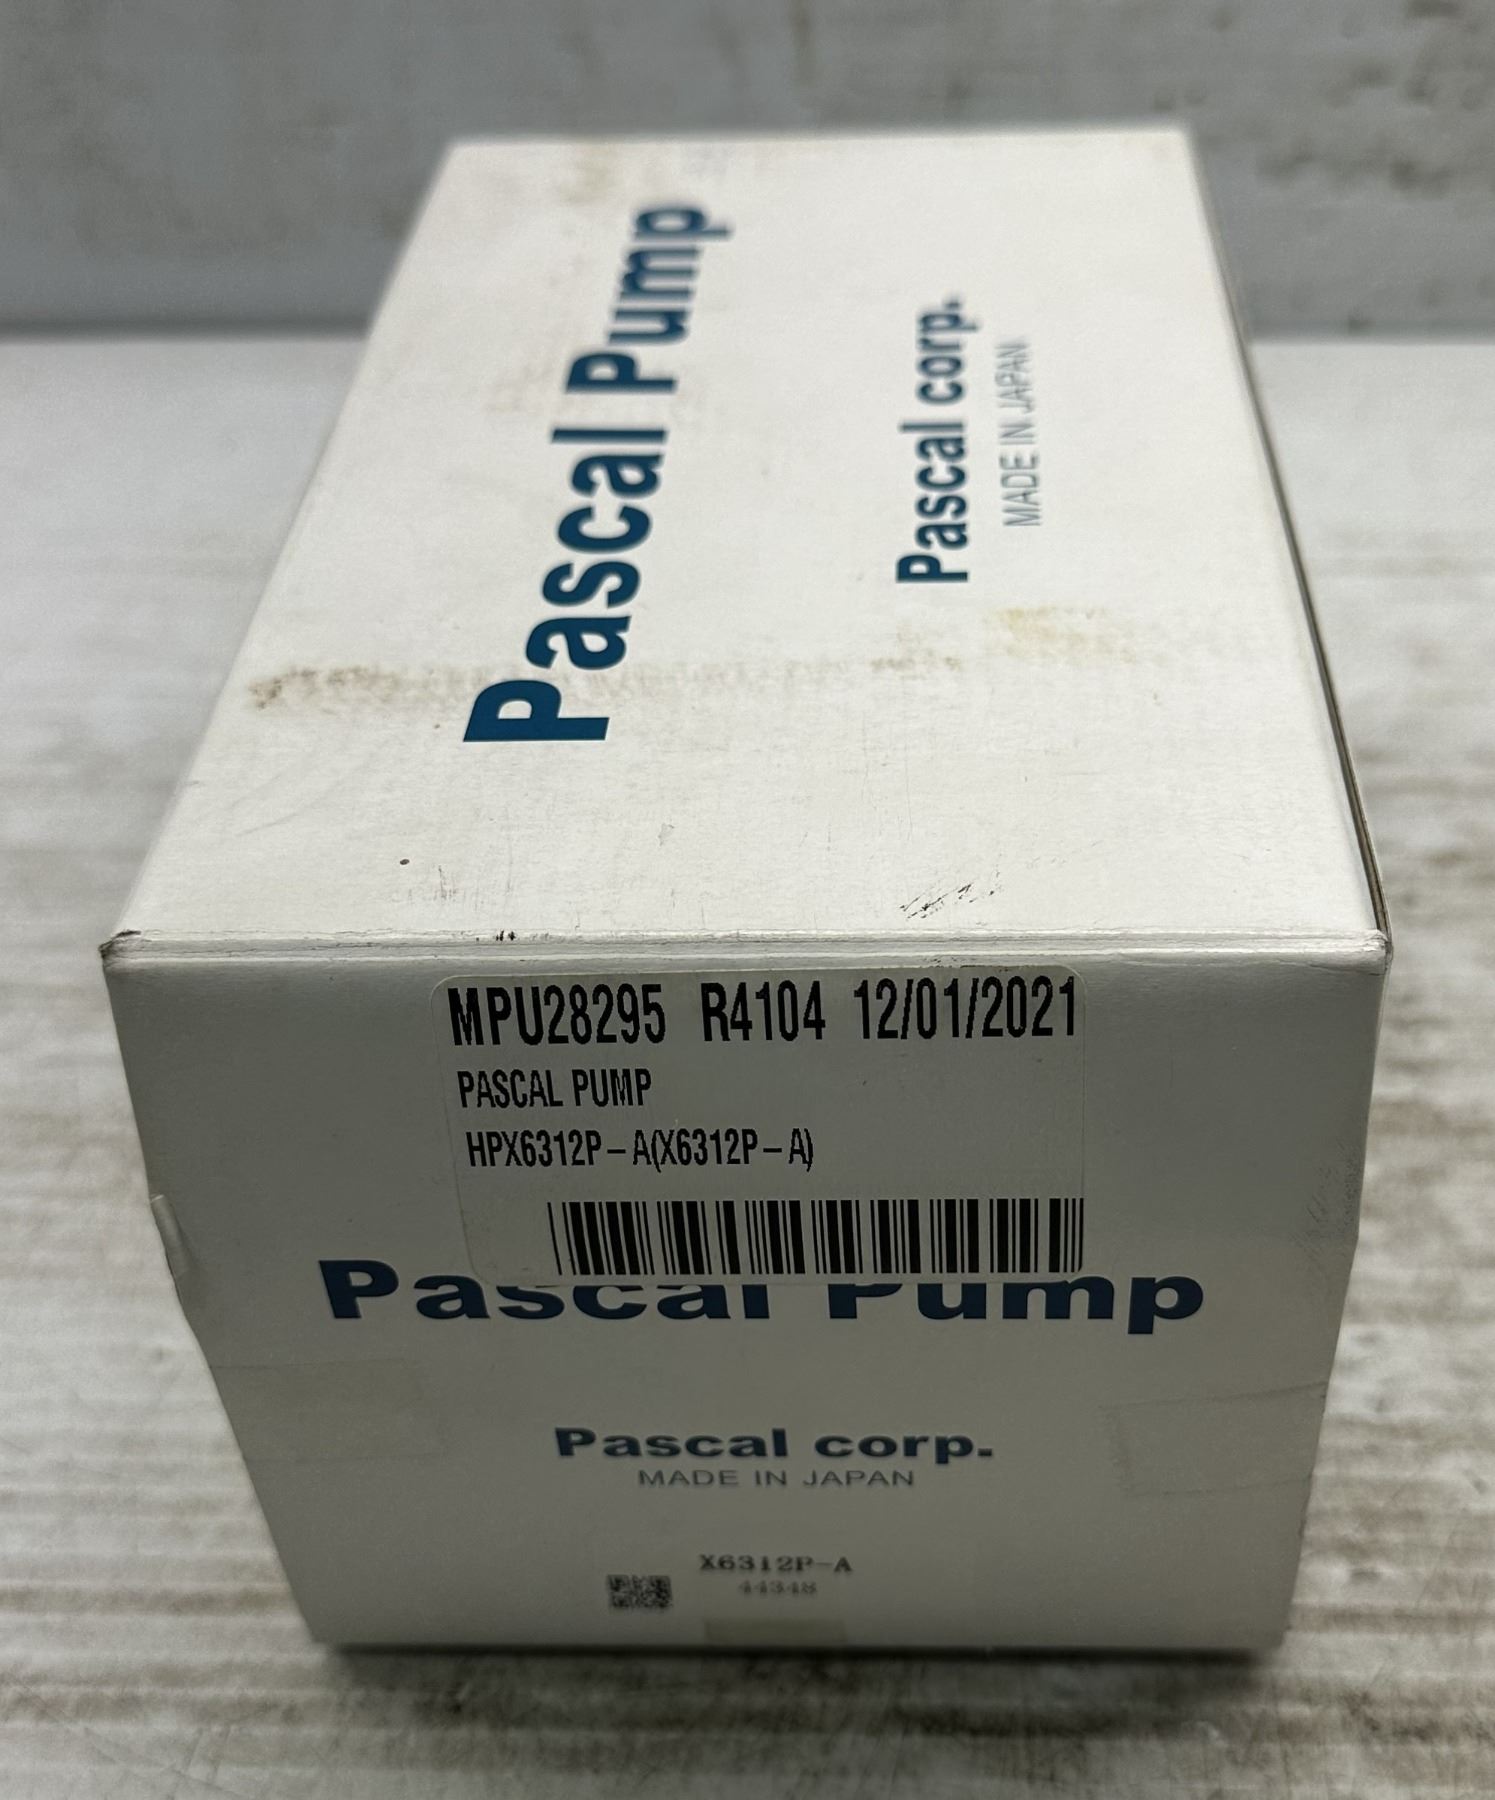 Pascal Pump
Pascal corp.
MADE IN JAPAN
MPU28295 R4104 12/01/2021
PASCAL PUMP
HPX6312P-A(X6312P-A)
Pascal Pump
Pascal corp.
MADE IN JAPAN
X6312P-A
44348